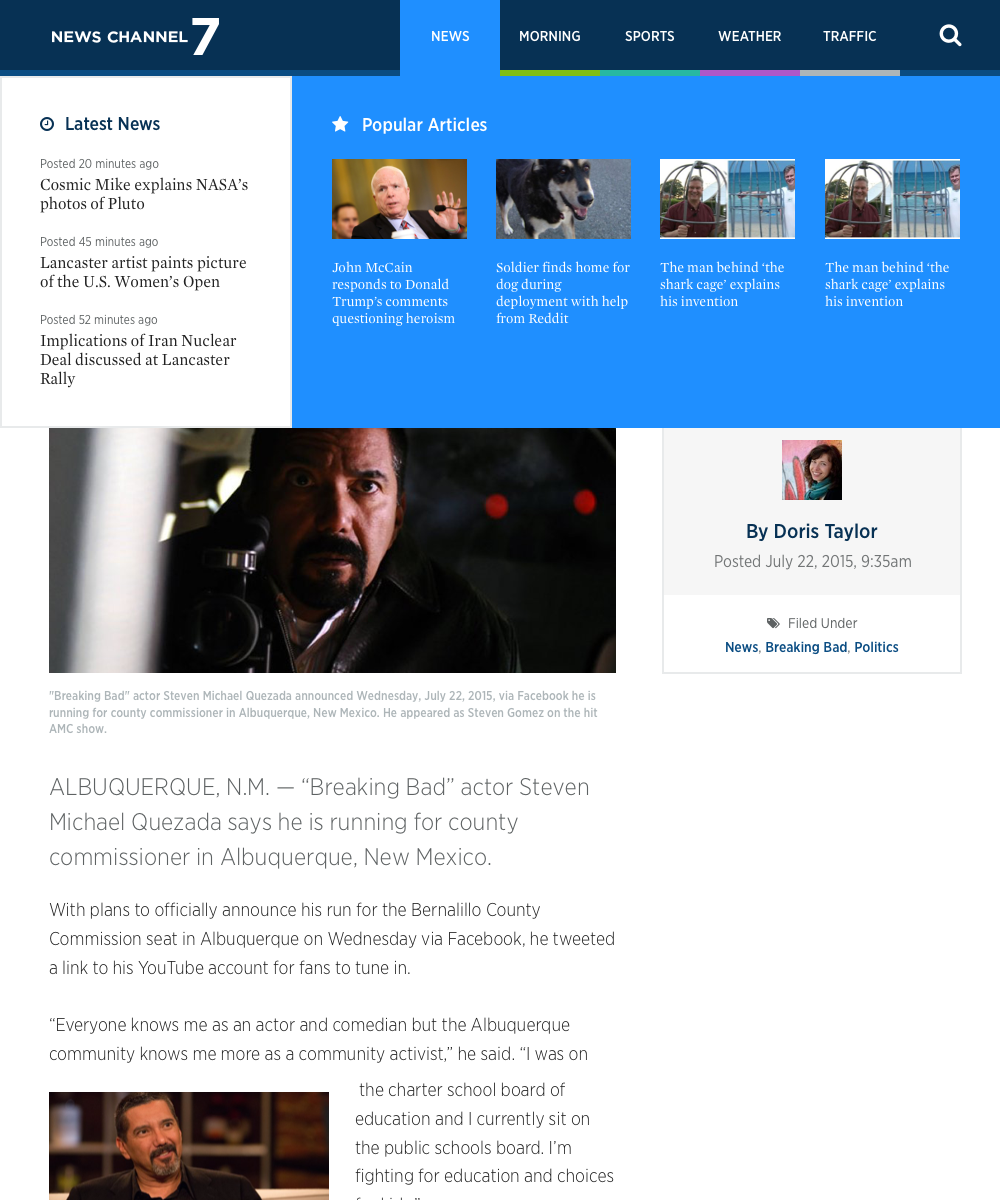 NEWS CHANNEL 7
NEWS
MORNING
SPORTS
WEATHER
TRAFFIC
Latest News
Posted 20 minutes ago
Cosmic Mike explains NASA’s
photos of Pluto
Posted 45 minutes ago
Lancaster artist paints picture
of the U.S. Women’s Open
Posted 52 minutes ago
Implications of Iran Nuclear
Deal discussed at Lancaster
Rally
Popular Articles
John McCain
responds to Donald
Trump’s comments
questioning heroism
Soldier finds home for
dog during
deployment with help
from Reddit
The man behind ‘the
shark cage’ explains
his invention
The man behind ‘the
shark cage’ explains
his invention
By Doris Taylor
Posted July 22, 2015, 9:35am
Filed Under
News, Breaking Bad, Politics
"Breaking Bad" actor Steven Michael Quezada announced Wednesday, July 22, 2015, via Facebook he is
running for county commissioner in Albuquerque, New Mexico. He appeared as Steven Gomez on the hit
AMC show.
ALBUQUERQUE, N.M. — “Breaking Bad” actor Steven
Michael Quezada says he is running for county
commissioner in Albuquerque, New Mexico.
With plans to officially announce his run for the Bernalillo County
Commission seat in Albuquerque on Wednesday via Facebook, he tweeted
a link to his YouTube account for fans to tune in.
“Everyone knows me as an actor and comedian but the Albuquerque
community knows me more as a community activist,” he said. “I was on
the charter school board of
education and I currently sit on
the public schools board. I’m
fighting for education and choices